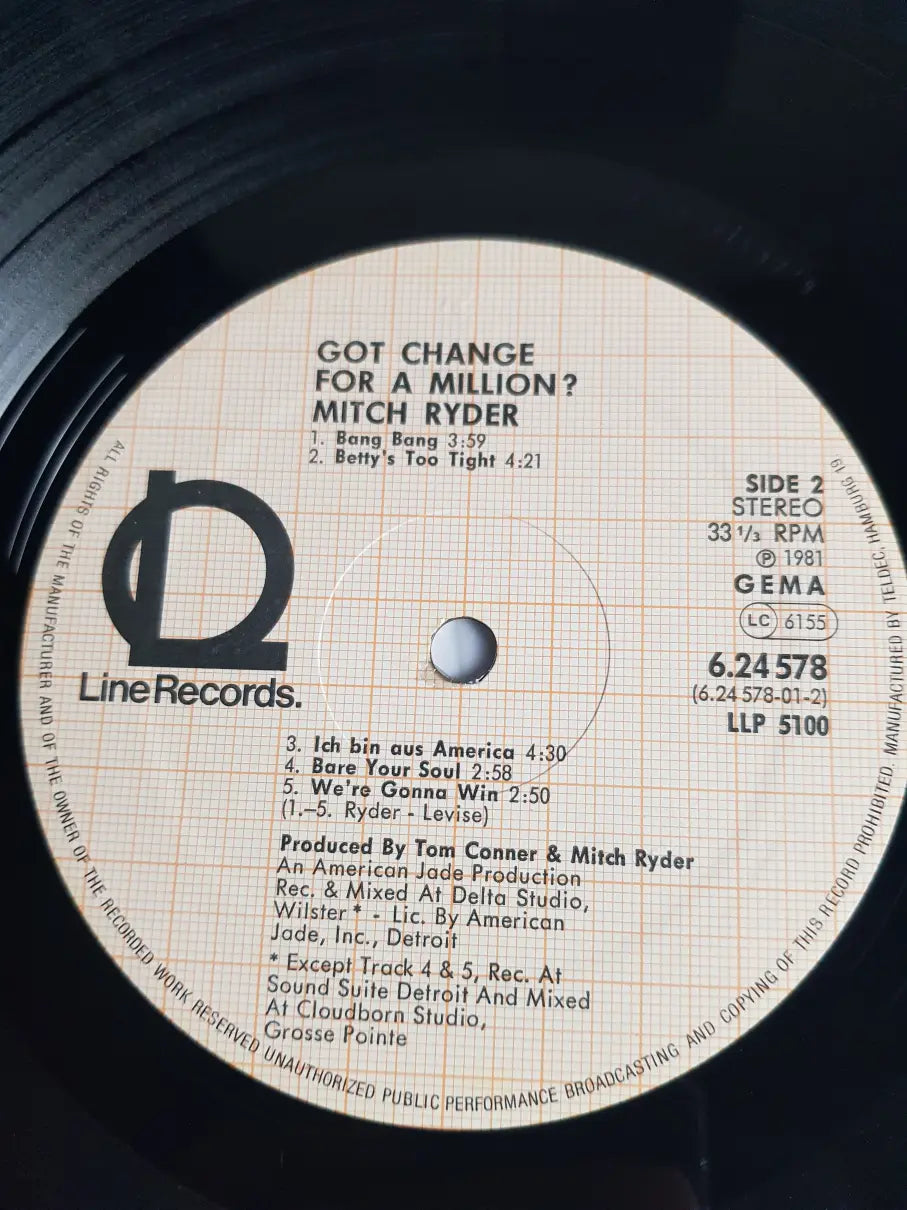 GOT CHANGE
FOR A MILLION?
MITCH RYDER
1. Bang Bang 3:59
2. Betty's Too Tight 4:21
SIDE 2
STEREO
33 1/3 RPM
Ⓟ 1981
GEMA
LC 6155
6.24 578
(6.24 578-01-2)
LLP 5100
Line Records.
3. Ich bin aus America 4:30
4. Bare Your Soul 2:58
5. We're Gonna Win 2:50
(1.–5. Ryder - Levise)
Produced By Tom Conner & Mitch Ryder
An American Jade Production
Rec. & Mixed At Delta Studio,
Wilster* - Lic. By American
Jade, Inc., Detroit
* Except Track 4 & 5, Rec. At
Sound Suite Detroit And Mixed
At Cloudborn Studio,
Grosse Pointe
ALL RIGHTS OF THE MANUFACTURER AND OF THE OWNER OF THE RECORDED WORK RESERVED UNAUTHORIZED PUBLIC PERFORMANCE BROADCASTING AND COPYING OF THIS RECORD PROHIBITED. MANUFACTURED BY TELDEC, HAMBURG 19